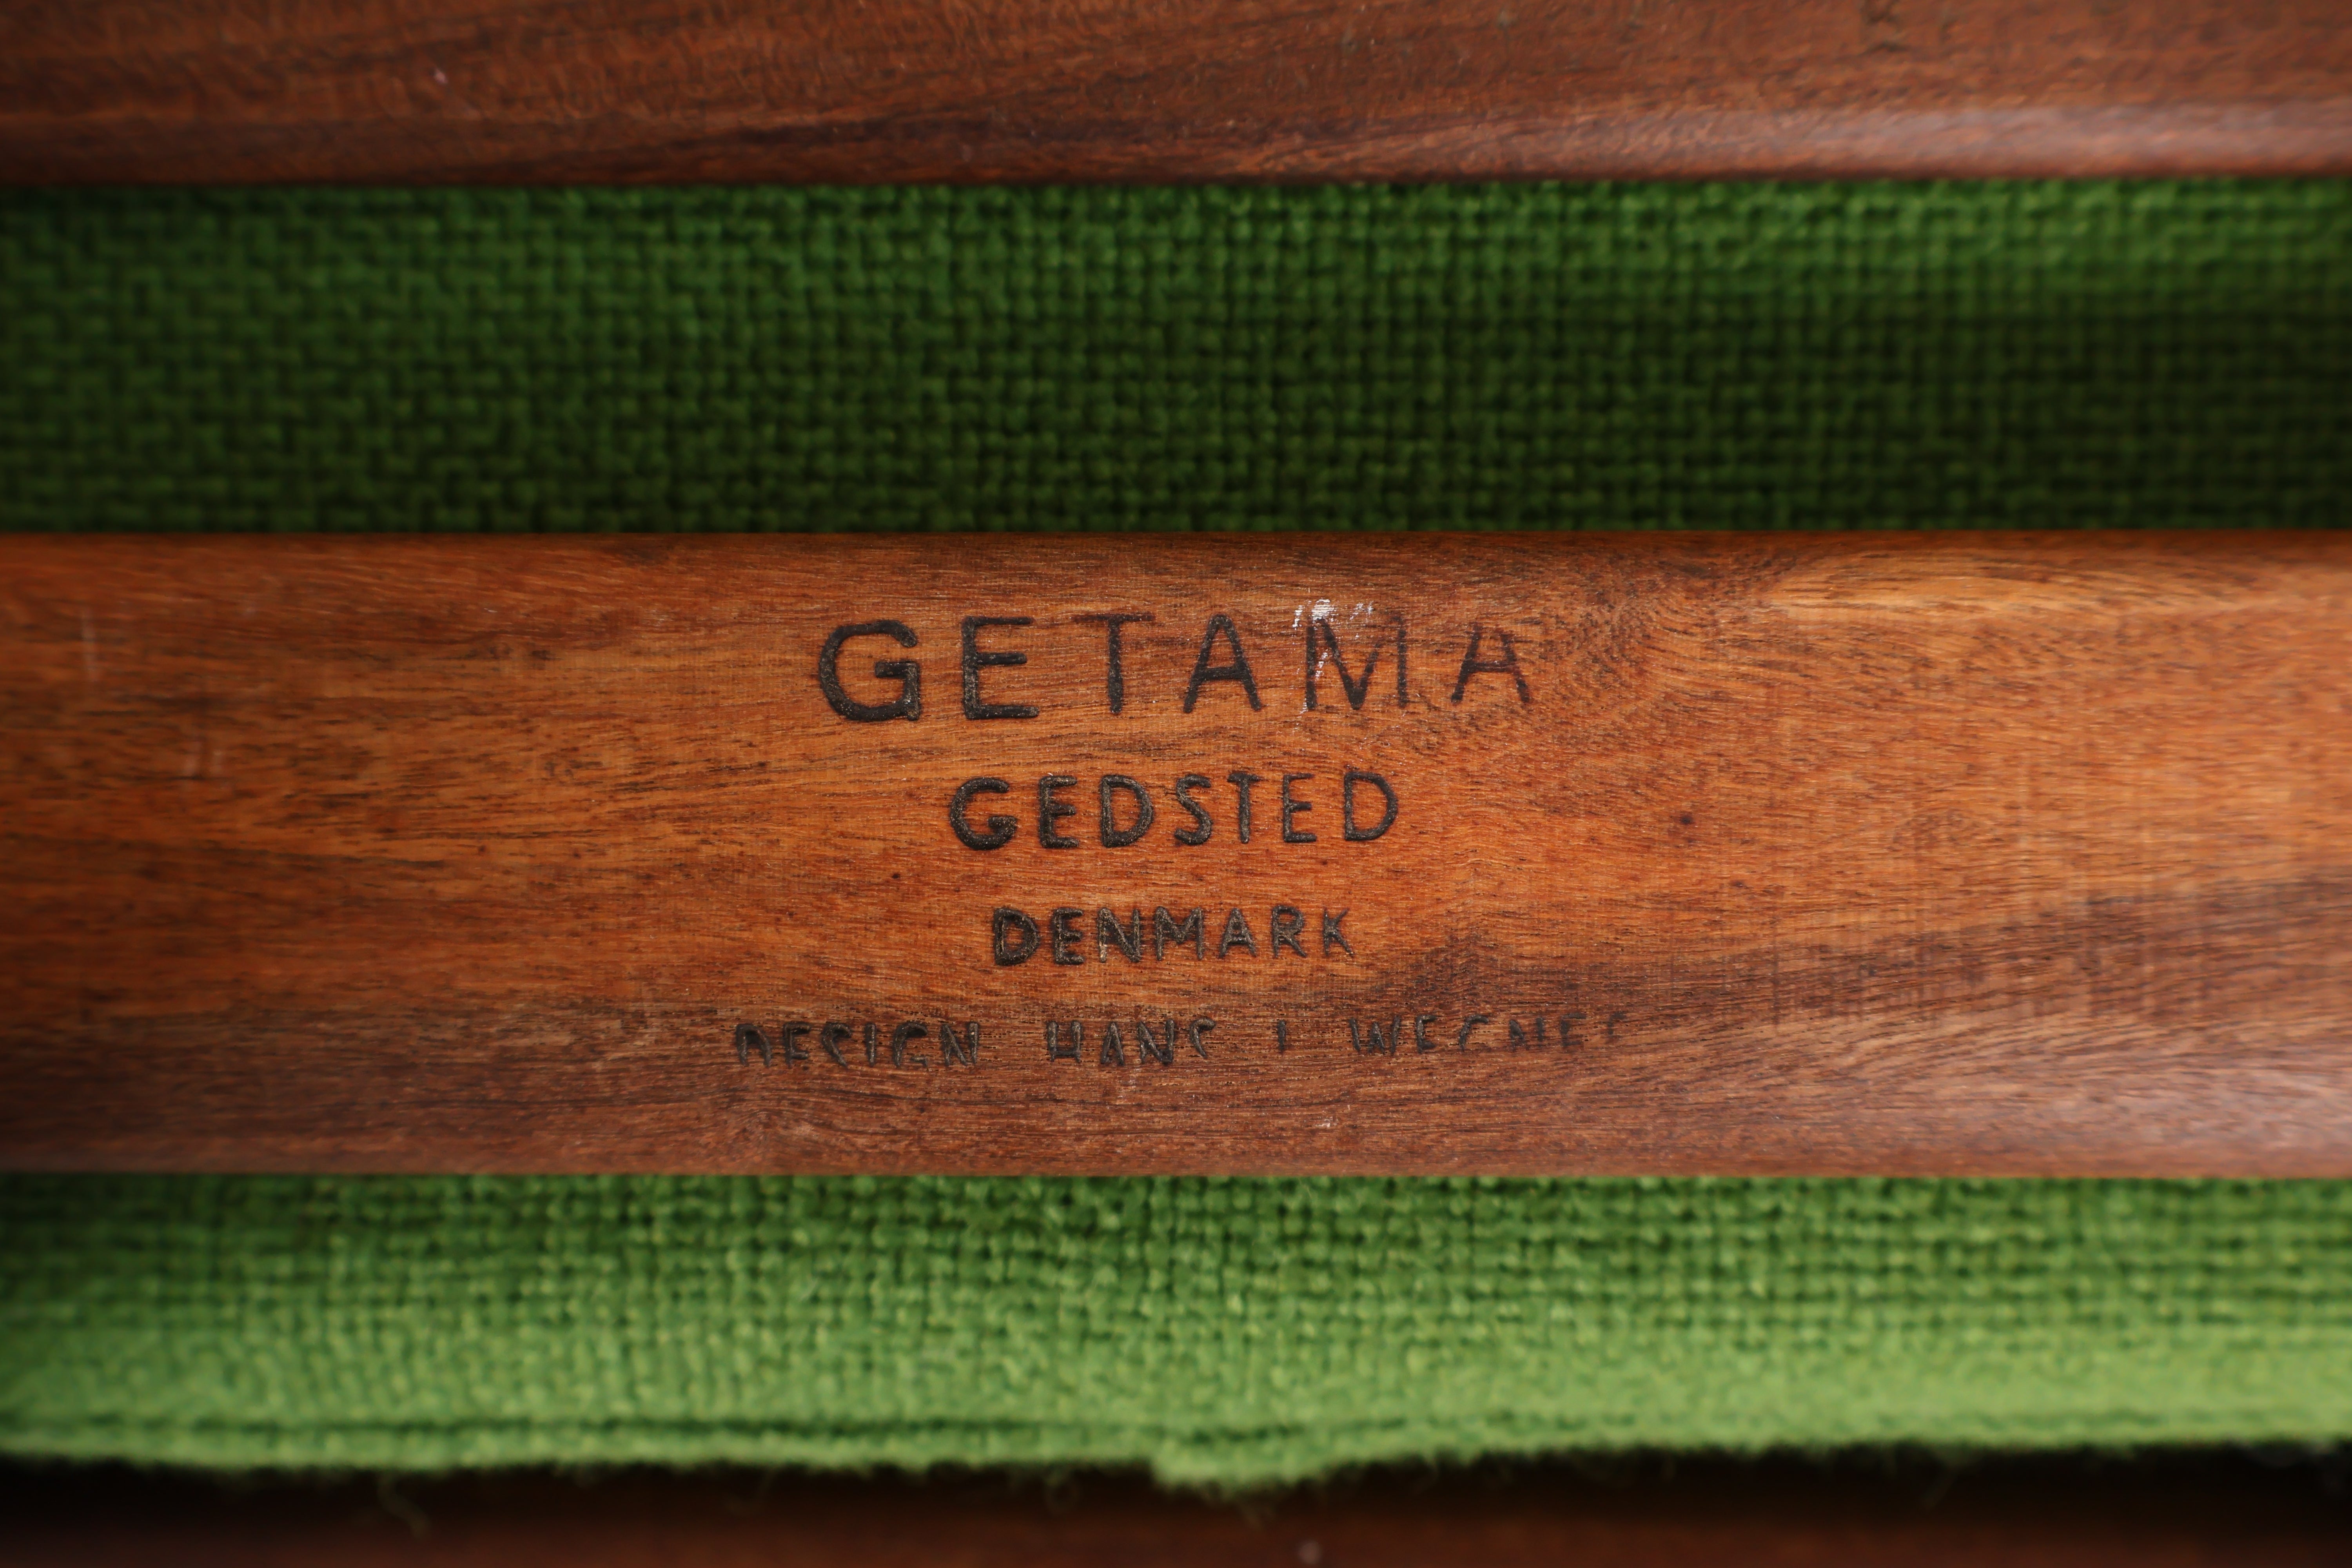 GETAMA
GEDSTED
DENMARK
DESIGN HANS J WEGNER